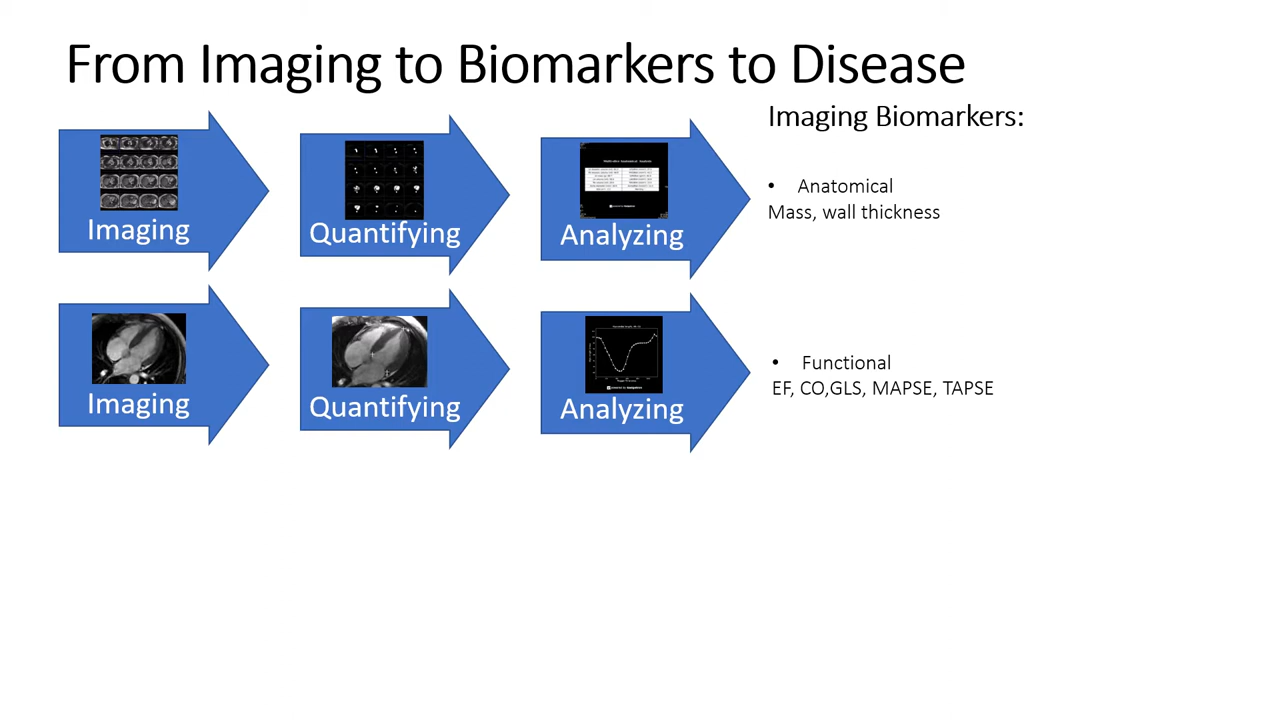 From Imaging to Biomarkers to Disease
Imaging Biomarkers:
Imaging
Quantifying
Analyzing
• Anatomical
Mass, wall thickness
Imaging
Quantifying
Analyzing
• Functional
EF, CO,GLS, MAPSE, TAPSE